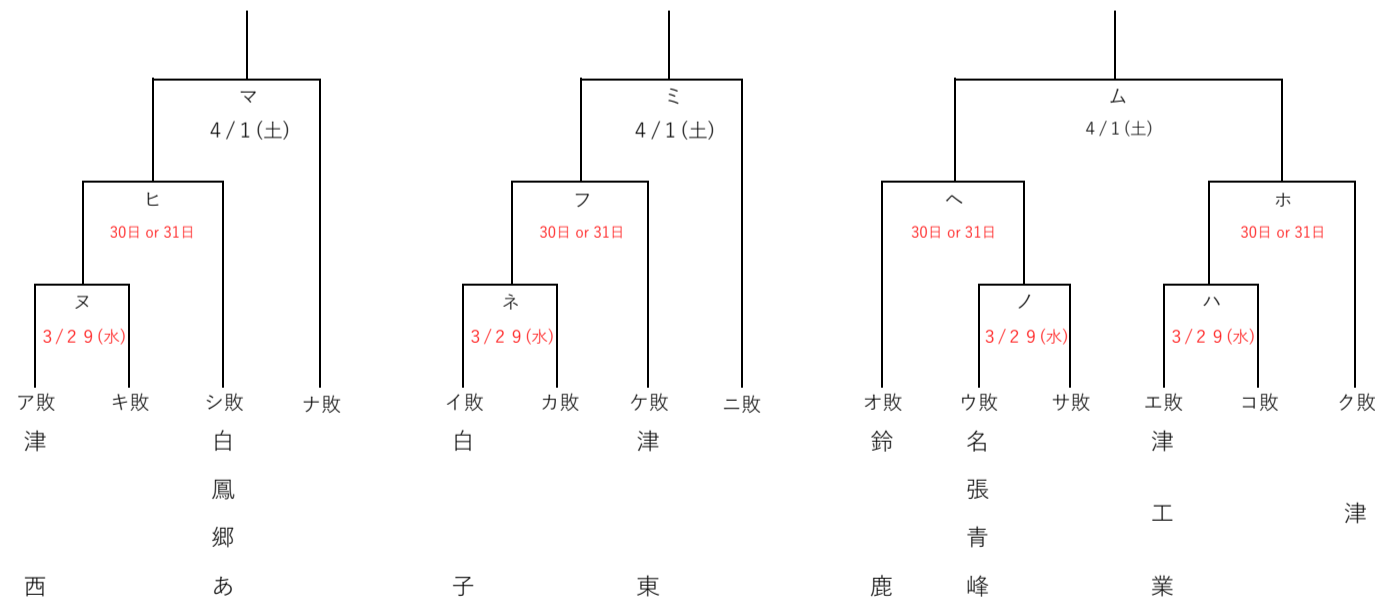 マ
4/1(土)
ミ
4/1(土)
ム
4/1(土)
ヒ
30日 or 31日
フ
30日 or 31日
ヘ
30日 or 31日
ホ
30日 or 31日
ヌ
3/29(水)
ネ
3/29(水)
ノ
3/29(水)
ハ
3/29(水)
ア敗 キ敗 シ敗 ナ敗 イ敗 カ敗 ケ敗 ニ敗 オ敗 ウ敗 サ敗 エ敗 コ敗 ク敗
津西
白鳳郷あ
白子
津東
鈴鹿
名張青峰
津工業
津